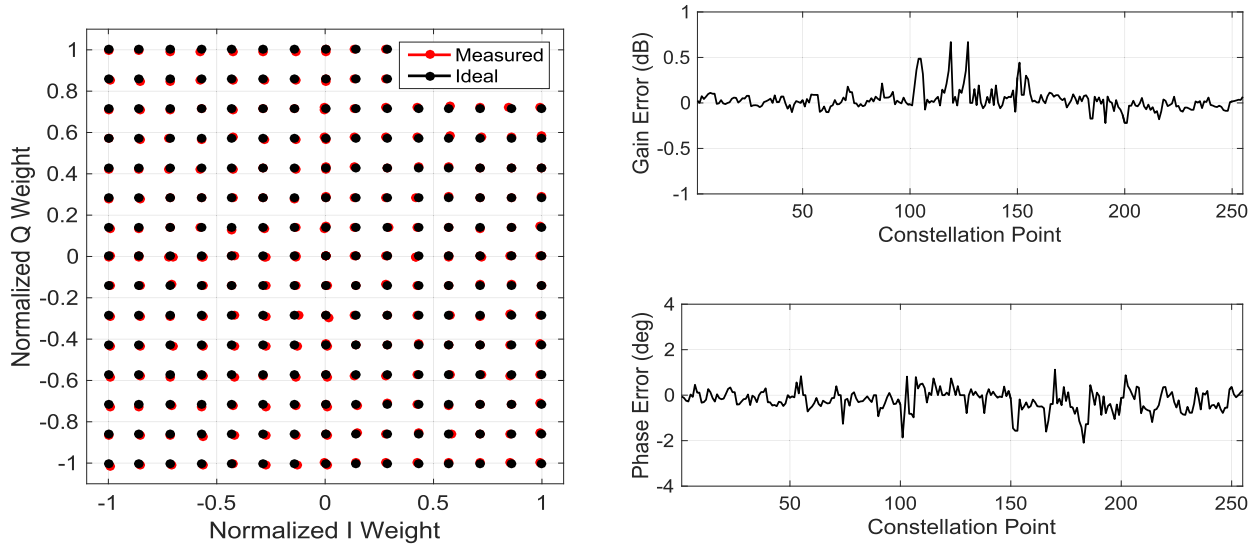 1
0.8
0.6
0.4
0.2
0
-0.2
-0.4
-0.6
-0.8
-1
Normalized Q Weight
-1 -0.5 0 0.5 1
Normalized I Weight
Measured
Ideal
1
0.5
0
-0.5
-1
Gain Error (dB)
50 100 150 200 250
Constellation Point
4
2
0
-2
-4
Phase Error (deg)
50 100 150 200 250
Constellation Point